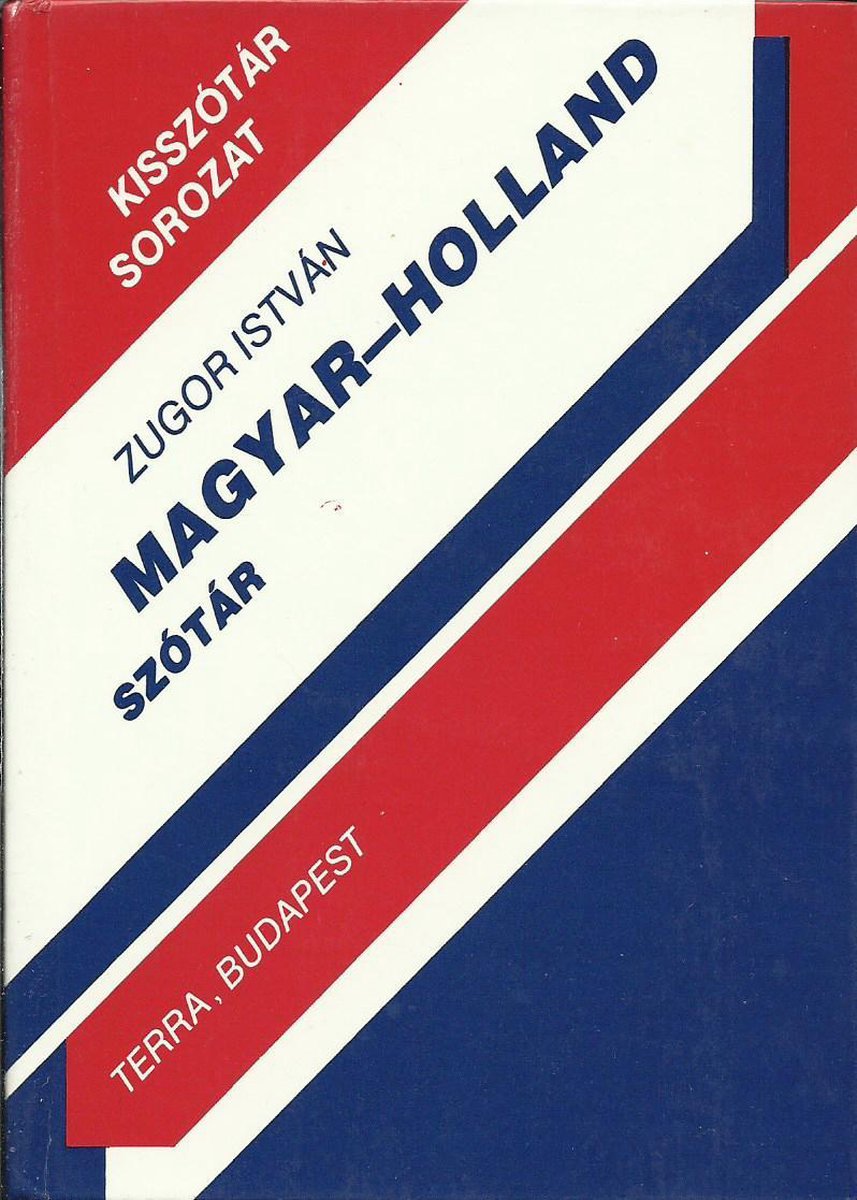 KISSZÓTÁR
SOROZAT
ZUGOR ISTVÁN
MAGYAR–HOLLAND
SZÓTÁR
TERRA, BUDAPEST